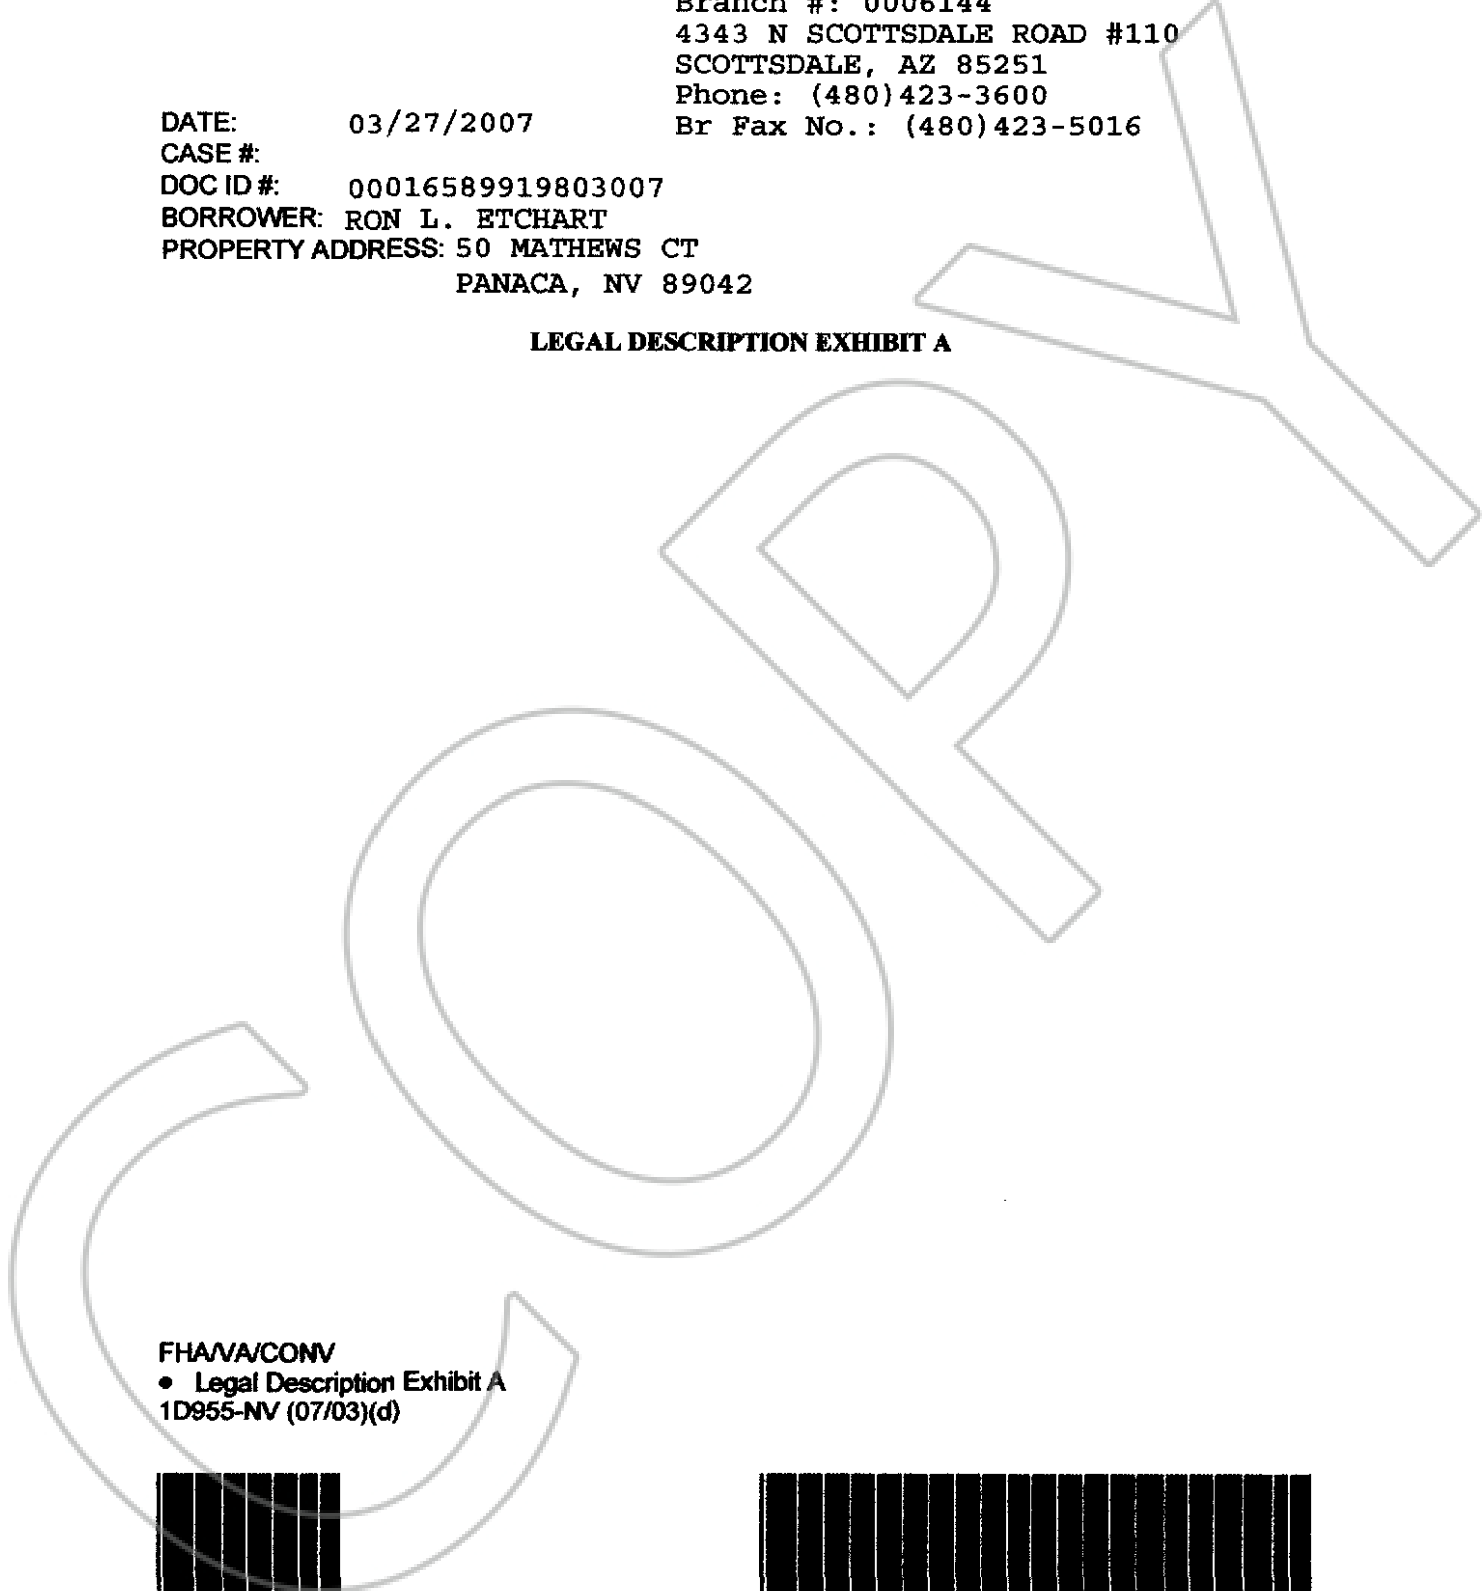 Branch #: 0006144
4343 N SCOTTSDALE ROAD #110
SCOTTSDALE, AZ 85251
Phone: (480)423-3600
Br Fax No.: (480)423-5016
DATE: 03/27/2007
CASE #:
DOC ID #: 00016589919803007
BORROWER: RON L. ETCHART
PROPERTY ADDRESS: 50 MATHEWS CT
PANACA, NV 89042
LEGAL DESCRIPTION EXHIBIT A
COPY
FHA/VA/CONV
• Legal Description Exhibit A
1D955-NV (07/03)(d)